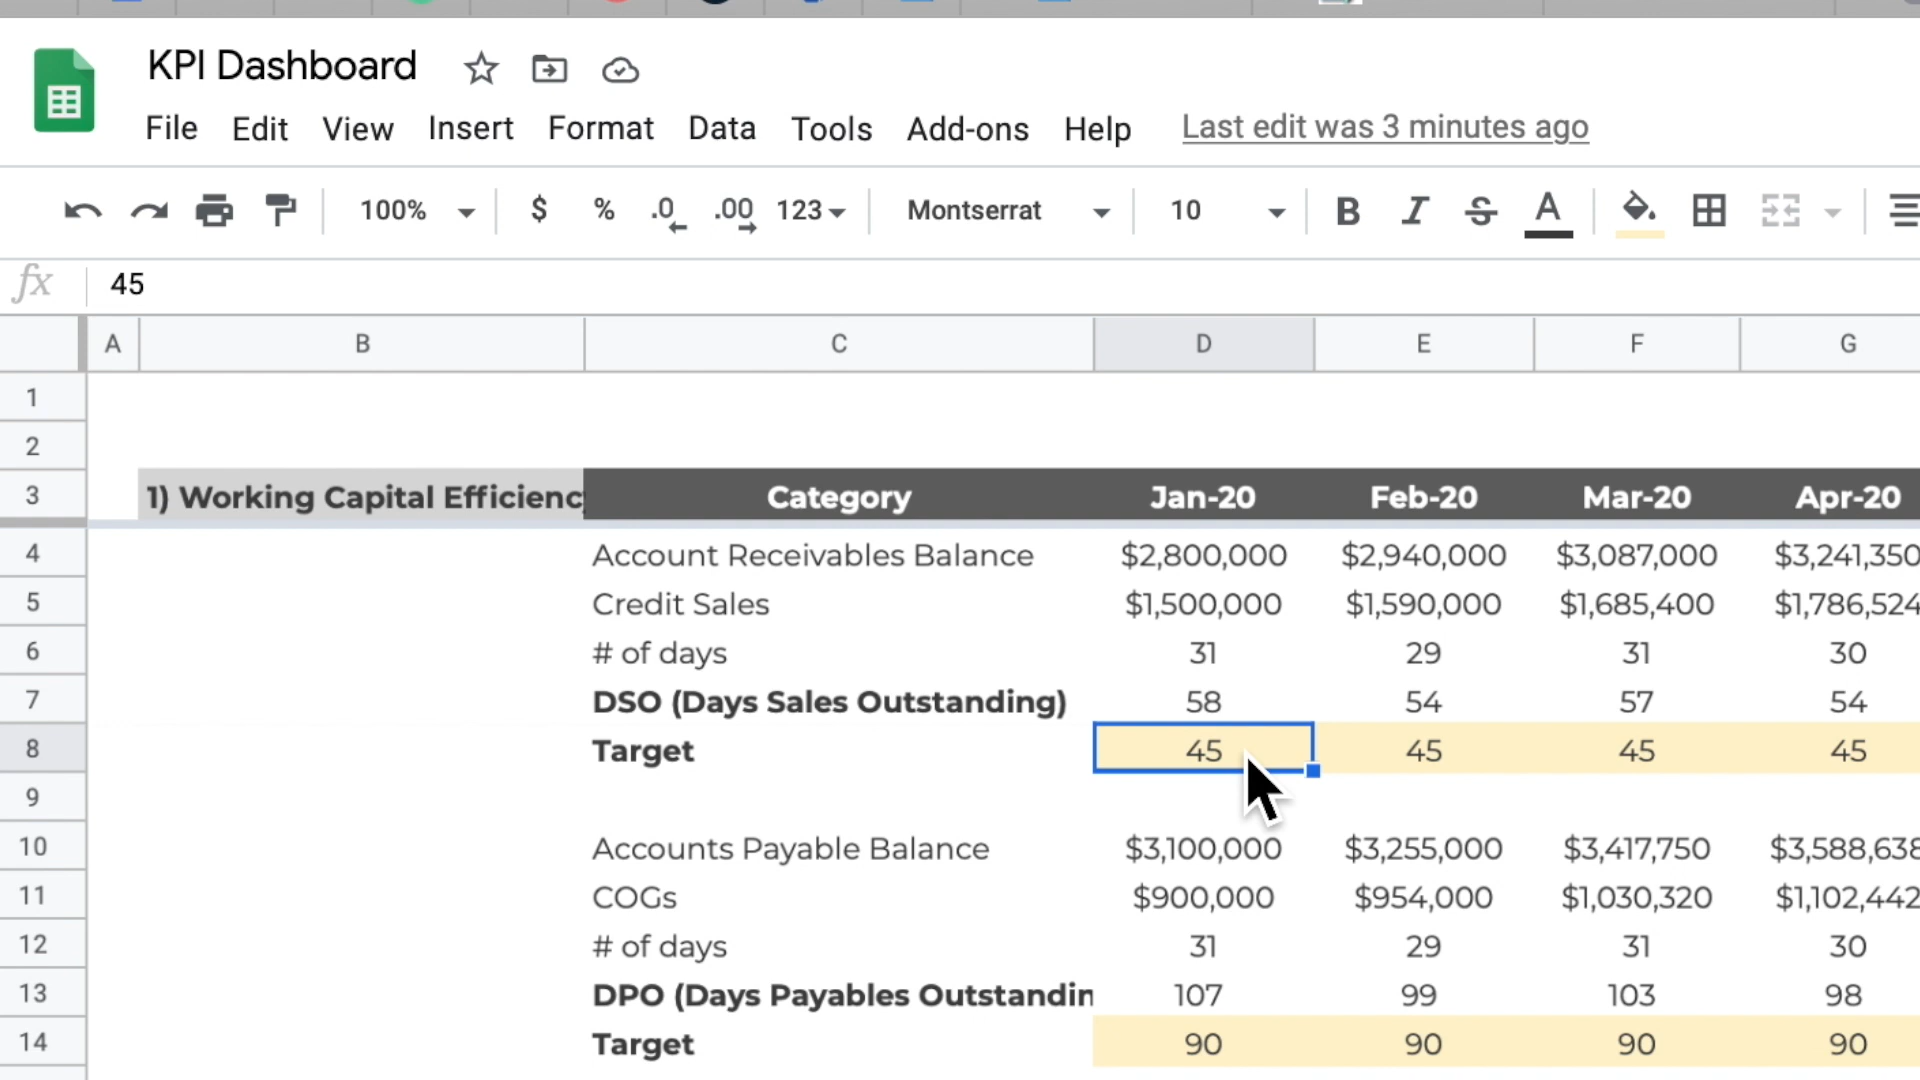 KPI Dashboard
File Edit View Insert Format Data Tools Add-ons Help Last edit was 3 minutes ago
100% $ % .0 .00 123 Montserrat 10 B I S A
fx 45
A B C D E F G
1
2
3 1) Working Capital Efficienc Category Jan-20 Feb-20 Mar-20 Apr-20
4 Account Receivables Balance $2,800,000 $2,940,000 $3,087,000 $3,241,350
5 Credit Sales $1,500,000 $1,590,000 $1,685,400 $1,786,524
6 # of days 31 29 31 30
7 DSO (Days Sales Outstanding) 58 54 57 54
8 Target 45 45 45 45
9
10 Accounts Payable Balance $3,100,000 $3,255,000 $3,417,750 $3,588,638
11 COGs $900,000 $954,000 $1,030,320 $1,102,442
12 # of days 31 29 31 30
13 DPO (Days Payables Outstandin 107 99 103 98
14 Target 90 90 90 90